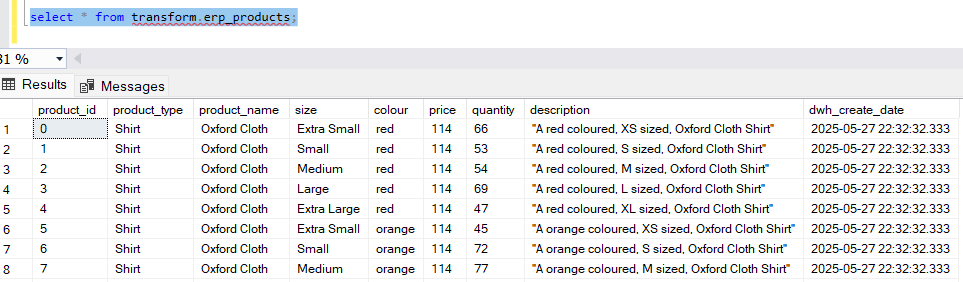 select * from transform.erp_products;
31 %
Results Messages
product_id product_type product_name size colour price quantity description dwh_create_date
1 0 Shirt Oxford Cloth Extra Small red 114 66 "A red coloured, XS sized, Oxford Cloth Shirt" 2025-05-27 22:32:32.333
2 1 Shirt Oxford Cloth Small red 114 53 "A red coloured, S sized, Oxford Cloth Shirt" 2025-05-27 22:32:32.333
3 2 Shirt Oxford Cloth Medium red 114 54 "A red coloured, M sized, Oxford Cloth Shirt" 2025-05-27 22:32:32.333
4 3 Shirt Oxford Cloth Large red 114 69 "A red coloured, L sized, Oxford Cloth Shirt" 2025-05-27 22:32:32.333
5 4 Shirt Oxford Cloth Extra Large red 114 47 "A red coloured, XL sized, Oxford Cloth Shirt" 2025-05-27 22:32:32.333
6 5 Shirt Oxford Cloth Extra Small orange 114 45 "A orange coloured, XS sized, Oxford Cloth Shirt" 2025-05-27 22:32:32.333
7 6 Shirt Oxford Cloth Small orange 114 72 "A orange coloured, S sized, Oxford Cloth Shirt" 2025-05-27 22:32:32.333
8 7 Shirt Oxford Cloth Medium orange 114 77 "A orange coloured, M sized, Oxford Cloth Shirt" 2025-05-27 22:32:32.333